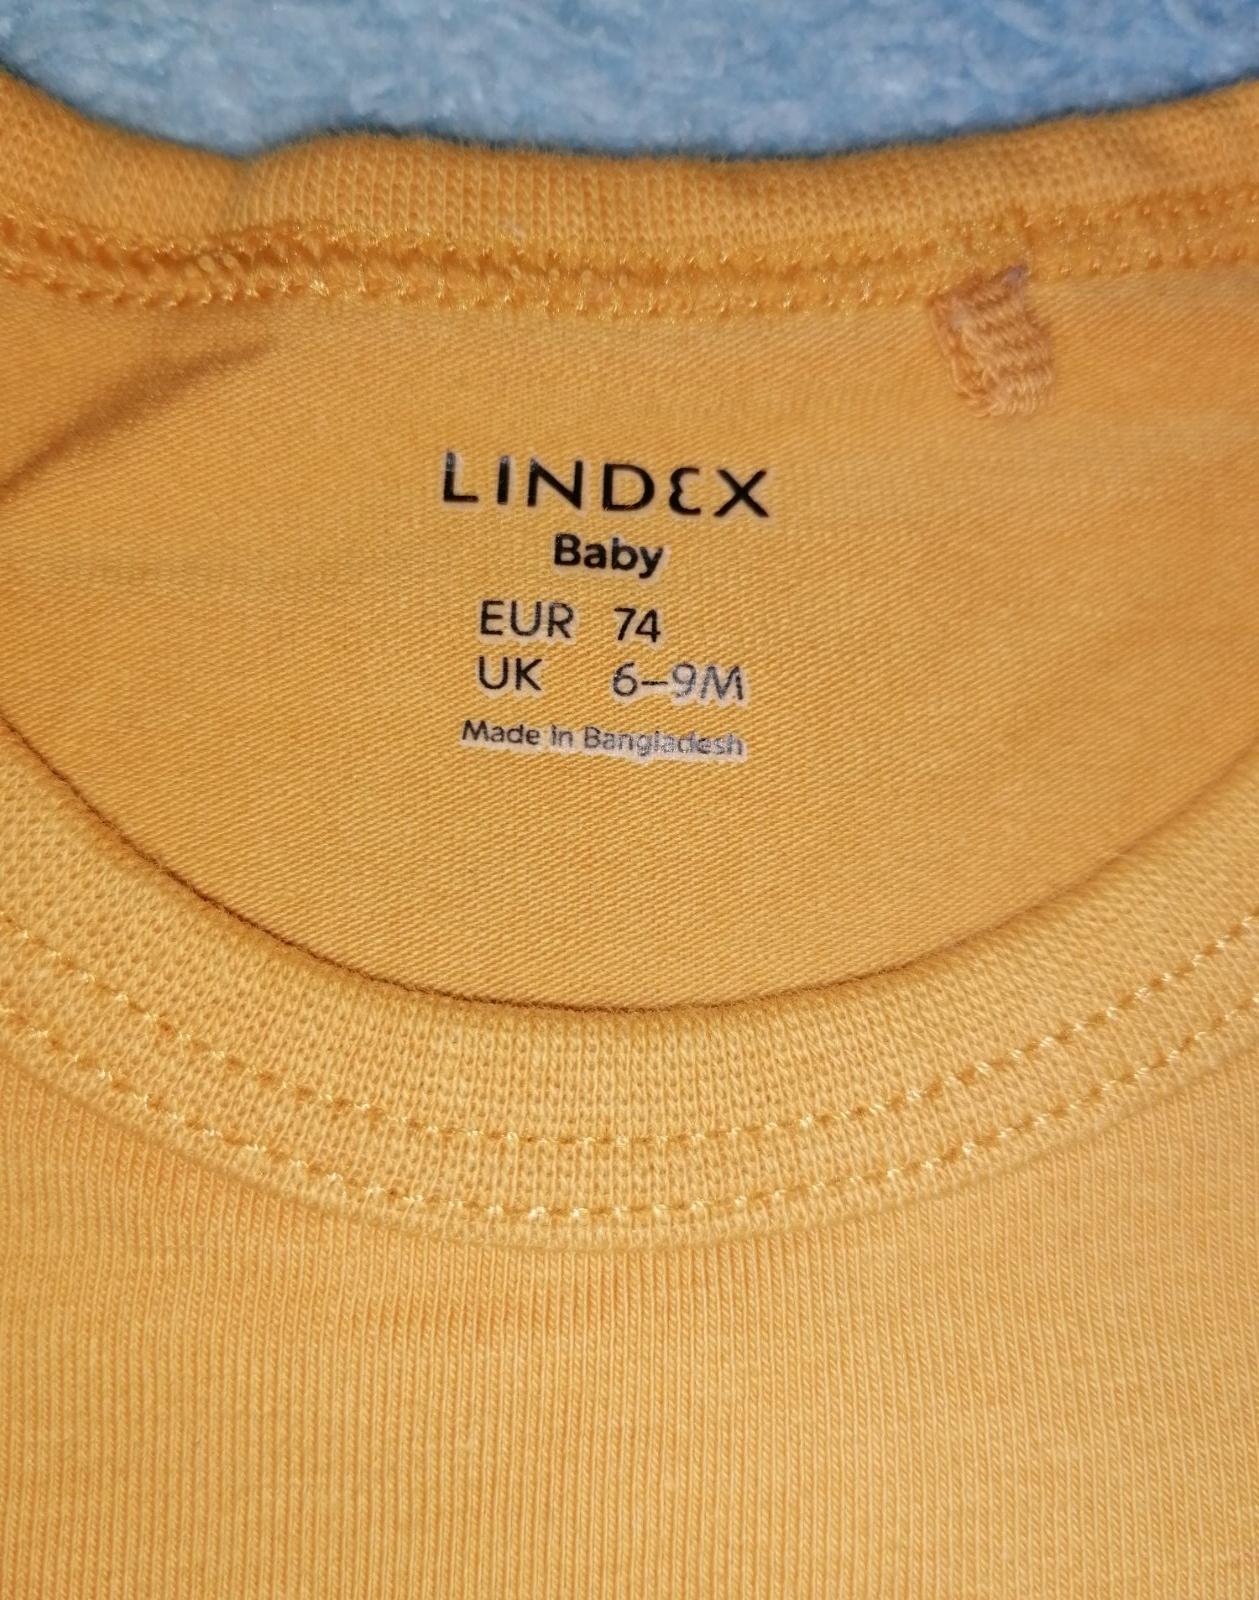 LINDEX
Baby
EUR 74
UK 6–9M
Made in Bangladesh